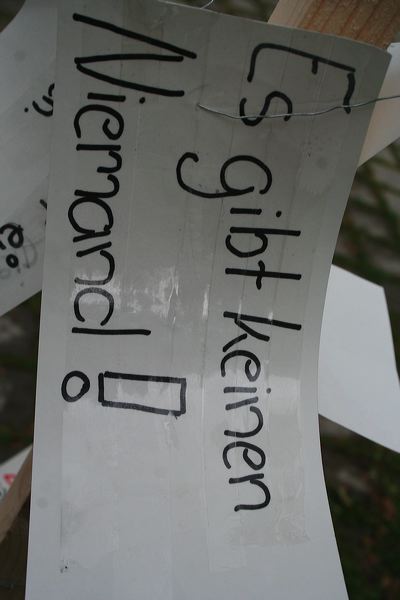 Es gibt keinen
Niemand!